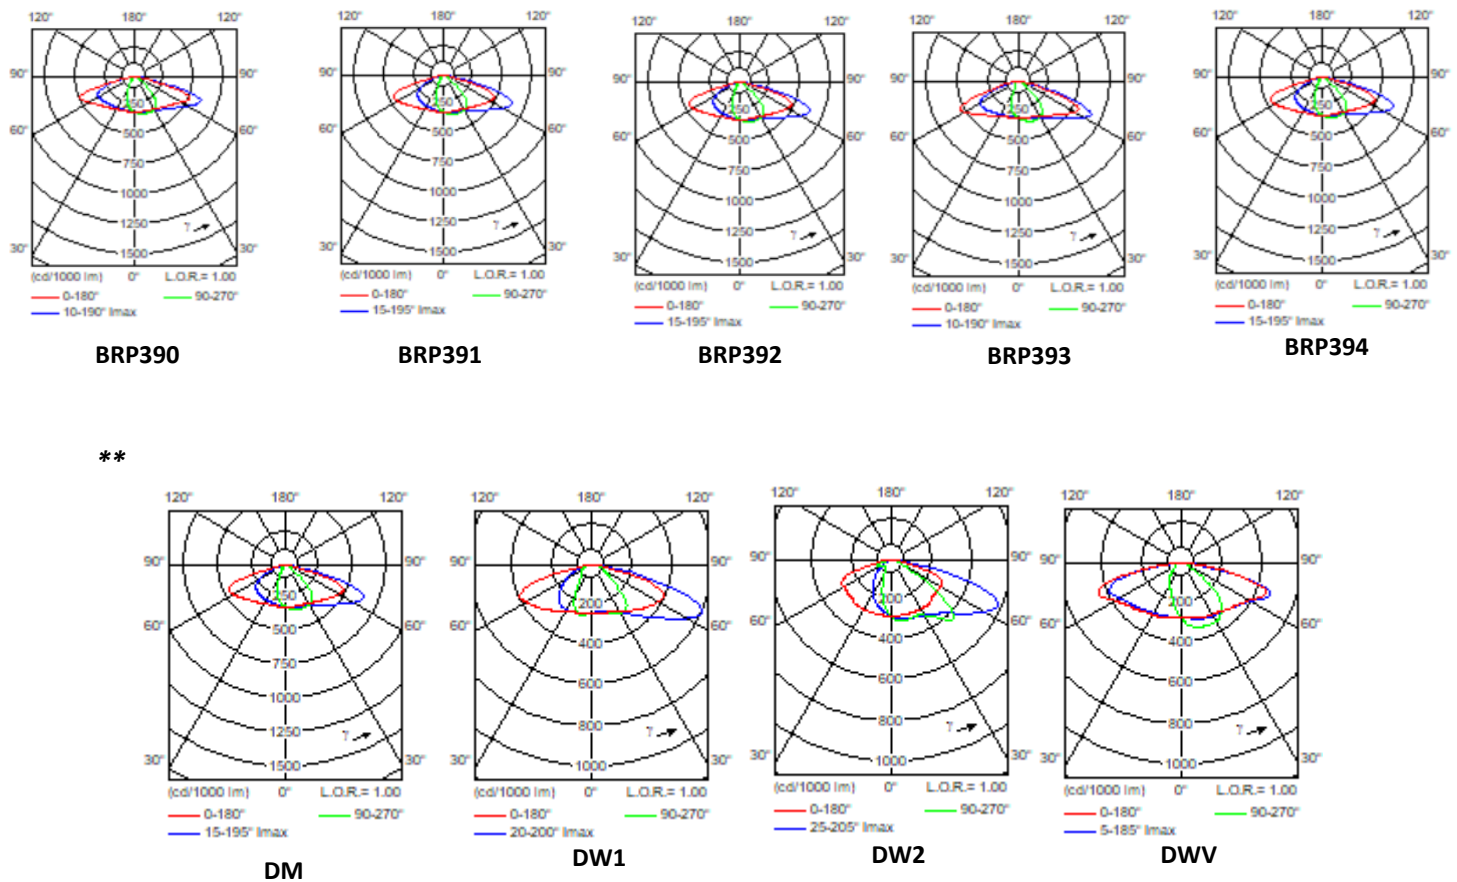 120° 180° 120°
90° 90°
250
60° 60°
500
750
1000
1250
γ
30° 1500 30°
(cd/1000 lm) 0° L.O.R.= 1.00
0-180° 90-270°
10-190° Imax
BRP390
120° 180° 120°
90° 90°
250
60° 60°
500
750
1000
1250
γ
30° 1500 30°
(cd/1000 lm) 0° L.O.R.= 1.00
0-180° 90-270°
15-195° Imax
BRP391
120° 180° 120°
90° 90°
250
60° 60°
500
750
1000
1250
γ
30° 1500 30°
(cd/1000 lm) 0° L.O.R.= 1.00
0-180° 90-270°
15-195° Imax
BRP392
120° 180° 120°
90° 90°
250
60° 60°
500
750
1000
1250
γ
30° 1500 30°
(cd/1000 lm) 0° L.O.R.= 1.00
0-180° 90-270°
10-190° Imax
BRP393
120° 180° 120°
90° 90°
250
60° 60°
500
750
1000
1250
γ
30° 1500 30°
(cd/1000 lm) 0° L.O.R.= 1.00
0-180° 90-270°
15-195° Imax
BRP394
**
120° 180° 120°
90° 90°
250
60° 60°
500
750
1000
1250
γ
30° 1500 30°
(cd/1000 lm) 0° L.O.R.= 1.00
0-180° 90-270°
15-195° Imax
DM
120° 180° 120°
90° 90°
200
60° 60°
400
600
800
γ
30° 1000 30°
(cd/1000 lm) 0° L.O.R.= 1.00
0-180° 90-270°
20-200° Imax
DW1
120° 180° 120°
90° 90°
200
60° 60°
400
600
800
γ
30° 1000 30°
(cd/1000 lm) 0° L.O.R.= 1.00
0-180° 90-270°
25-205° Imax
DW2
120° 180° 120°
90° 90°
200
60° 60°
400
600
800
γ
30° 1000 30°
(cd/1000 lm) 0° L.O.R.= 1.00
0-180° 90-270°
5-185° Imax
DWV